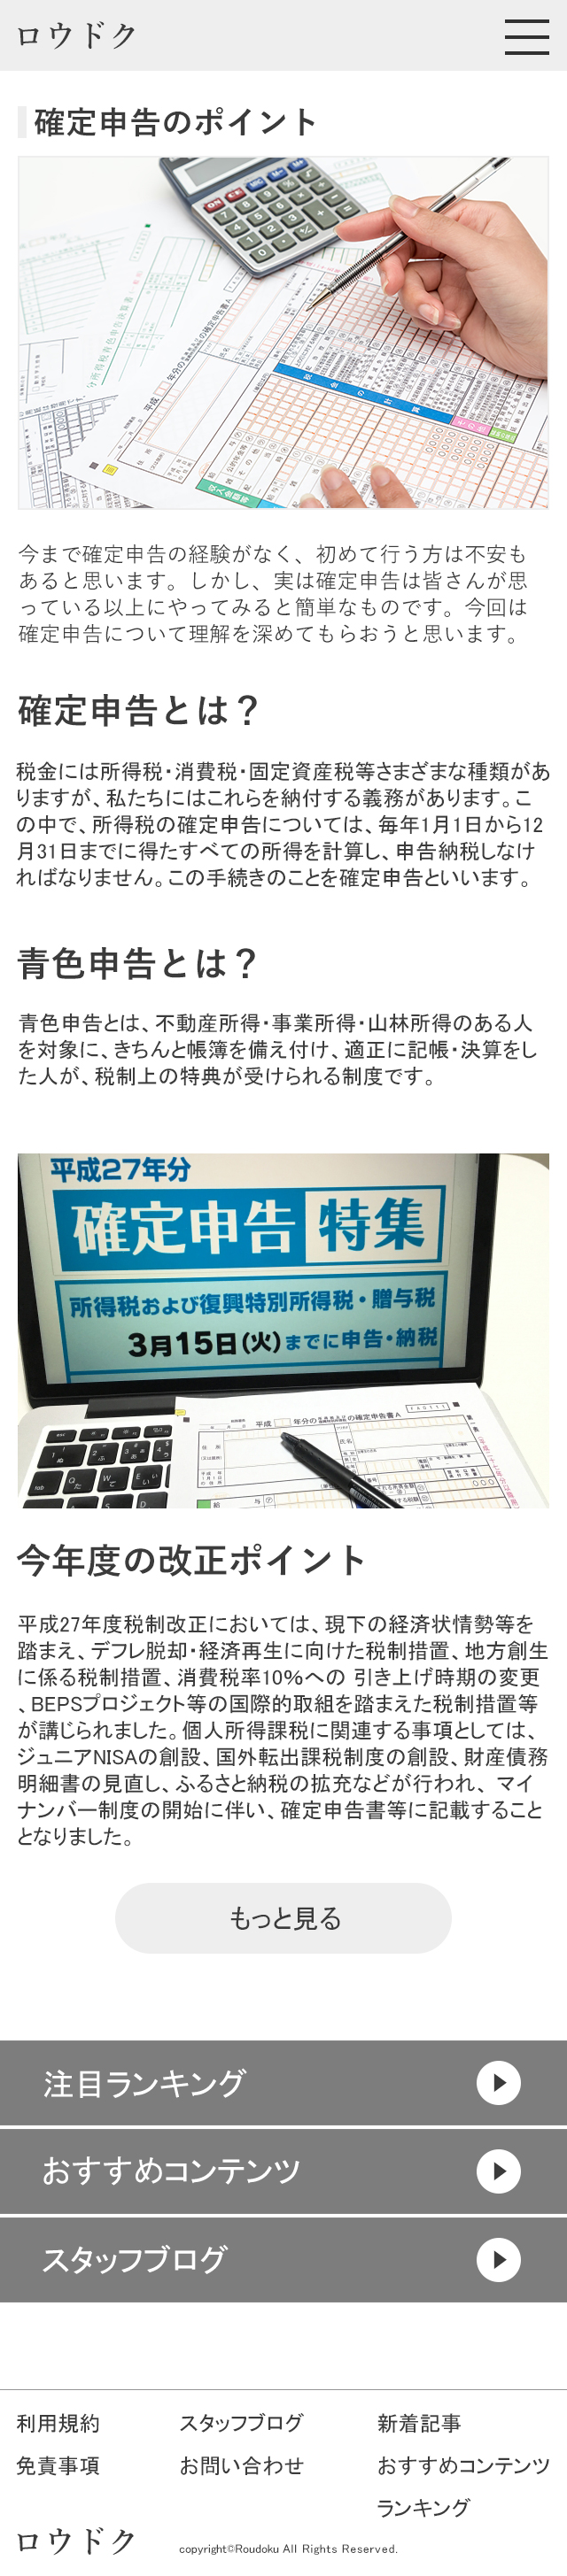 ロウドク
確定申告のポイント
平成 年分の 確定申告書A
税金の計算
収入金額等
今まで確定申告の経験がなく、初めて行う方は不安も
あると思います。しかし、実は確定申告は皆さんが思
っている以上にやってみると簡単なものです。今回は
確定申告について理解を深めてもらおうと思います。
確定申告とは？
税金には所得税・消費税・固定資産税等さまざまな種類があ
りますが、私たちにはこれらを納付する義務があります。こ
の中で、所得税の確定申告については、毎年1月1日から12
月31日までに得たすべての所得を計算し、申告納税しなけ
ればなりません。この手続きのことを確定申告といいます。
青色申告とは？
青色申告とは、不動産所得・事業所得・山林所得のある人
を対象に、きちんと帳簿を備え付け、適正に記帳・決算をし
た人が、税制上の特典が受けられる制度です。
平成27年分
確定申告 特集
所得税および復興特別所得税・贈与税
3月15日(火)までに申告・納税
平成 年分の の確定申告書A
今年度の改正ポイント
平成27年度税制改正においては、現下の経済状情勢等を
踏まえ、デフレ脱却・経済再生に向けた税制措置、地方創生
に係る税制措置、消費税率10%への 引き上げ時期の変更
、BEPSプロジェクト等の国際的取組を踏まえた税制措置等
が講じられました。個人所得課税に関連する事項としては、
ジュニアNISAの創設、国外転出課税制度の創設、財産債務
明細書の見直し、ふるさと納税の拡充などが行われ、 マイ
ナンバー制度の開始に伴い、確定申告書等に記載すること
となりました。
もっと見る
注目ランキング
おすすめコンテンツ
スタッフブログ
利用規約 スタッフブログ 新着記事
免責事項 お問い合わせ おすすめコンテンツ
ランキング
ロウドク copyright©Roudoku All Rights Reserved.